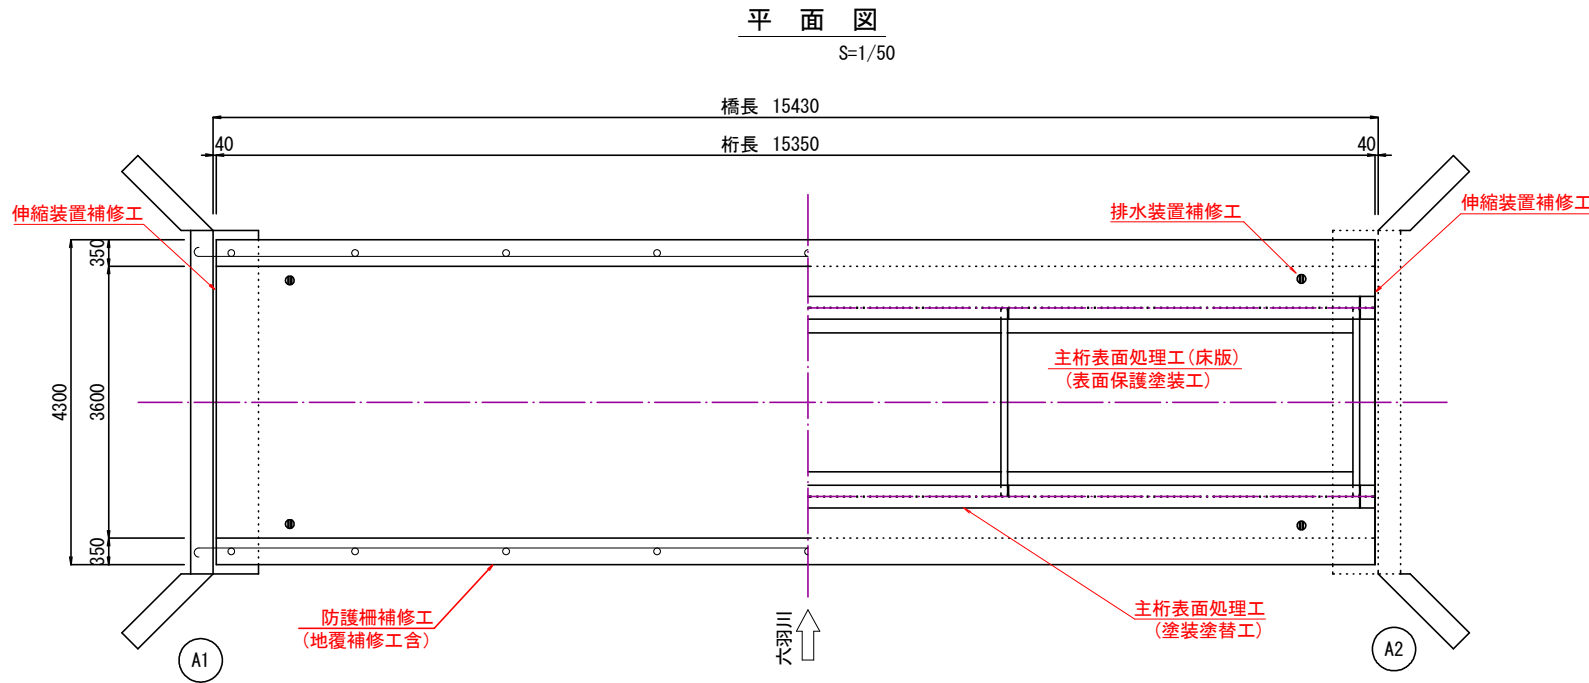 平面図
S=1/50
橋長 15430
40
桁長 15350
40
伸縮装置補修工
排水装置補修工
伸縮装置補修工
350
3600
4300
350
主桁表面処理工(床版)
(表面保護塗装工)
防護柵補修工
(地覆補修工含)
主桁表面処理工
(塗装塗替工)
六羽川
A1
A2